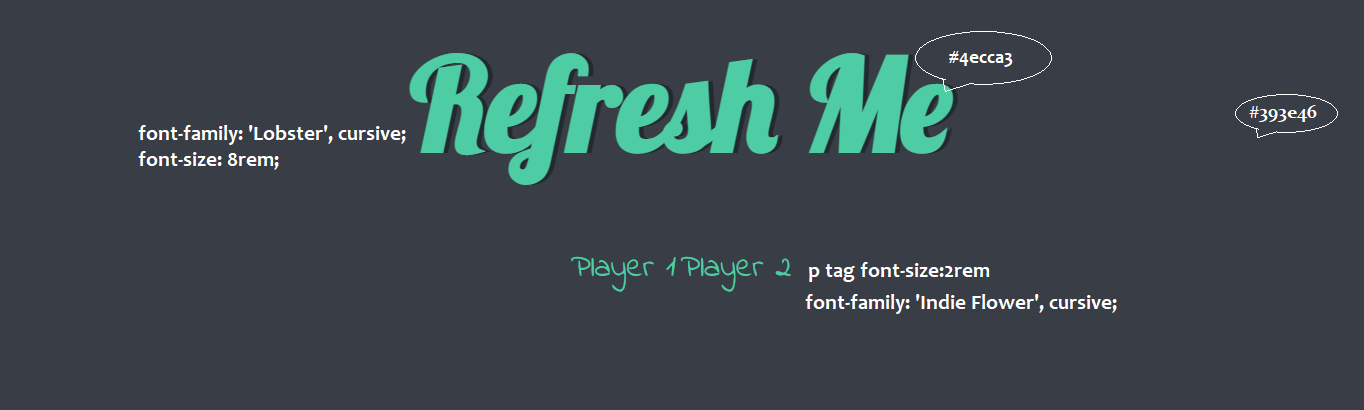 Refresh Me
#4ecca3
#393e46
font-family: 'Lobster', cursive;
font-size: 8rem;
Player 1 Player 2
p tag font-size:2rem
font-family: 'Indie Flower', cursive;